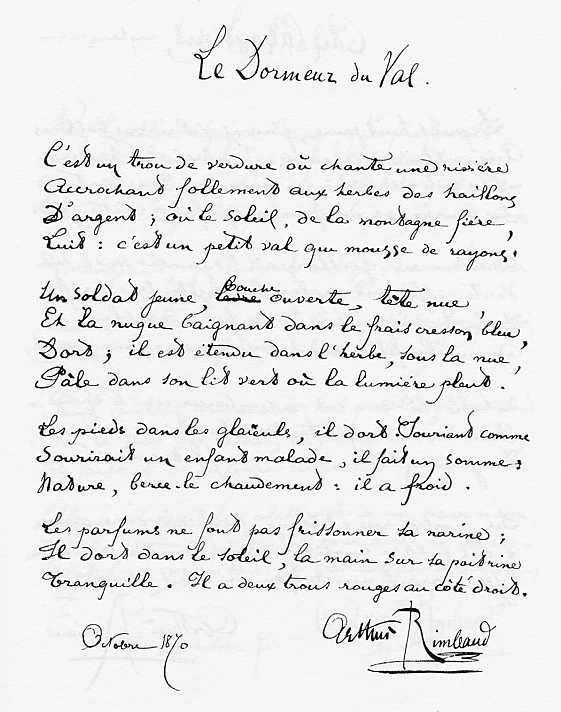 Le Dormeur du Val.
C'est un trou de verdure où chante une rivière
Accrochant follement aux herbes des haillons
D'argent ; où le soleil, de la montagne fière,
Luit : c'est un petit val qui mousse de rayons.
Un soldat jeune, lèvre bouche ouverte, tête nue,
Et la nuque baignant dans le frais cresson bleu,
Dort ; il est étendu dans l'herbe, sous la nue,
Pâle dans son lit vert où la lumière pleut.
Les pieds dans les glaïeuls, il dort. Souriant comme
Sourirait un enfant malade, il fait un somme :
Nature, berce-le chaudement : il a froid.
Les parfums ne font pas frissonner sa narine ;
Il dort dans le soleil, la main sur sa poitrine
Tranquille. Il a deux trous rouges au côté droit.
Arthur Rimbaud
Octobre 1870